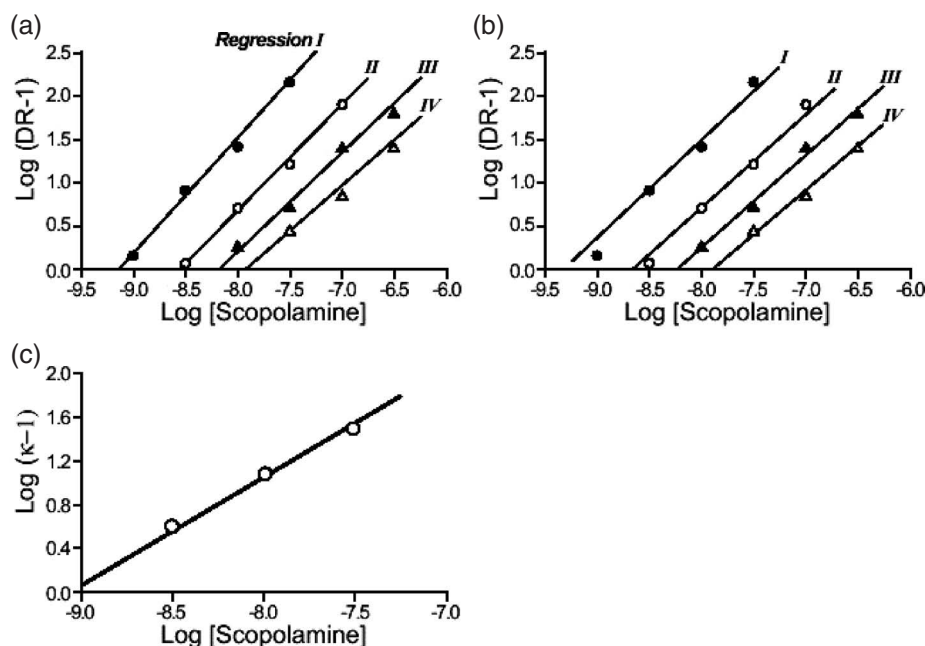 (a)
Regression I
II
III
IV
Log (DR-1)
2.5
2.0
1.5
1.0
0.5
0.0
-9.5 -9.0 -8.5 -8.0 -7.5 -7.0 -6.5 -6.0
Log [Scopolamine]
(b)
I
II
III
IV
Log (DR-1)
2.5
2.0
1.5
1.0
0.5
0.0
-9.5 -9.0 -8.5 -8.0 -7.5 -7.0 -6.5 -6.0
Log [Scopolamine]
(c)
Log (κ-1)
2.0
1.6
1.2
0.8
0.4
0.0
-9.0 -8.5 -8.0 -7.5 -7.0
Log [Scopolamine]